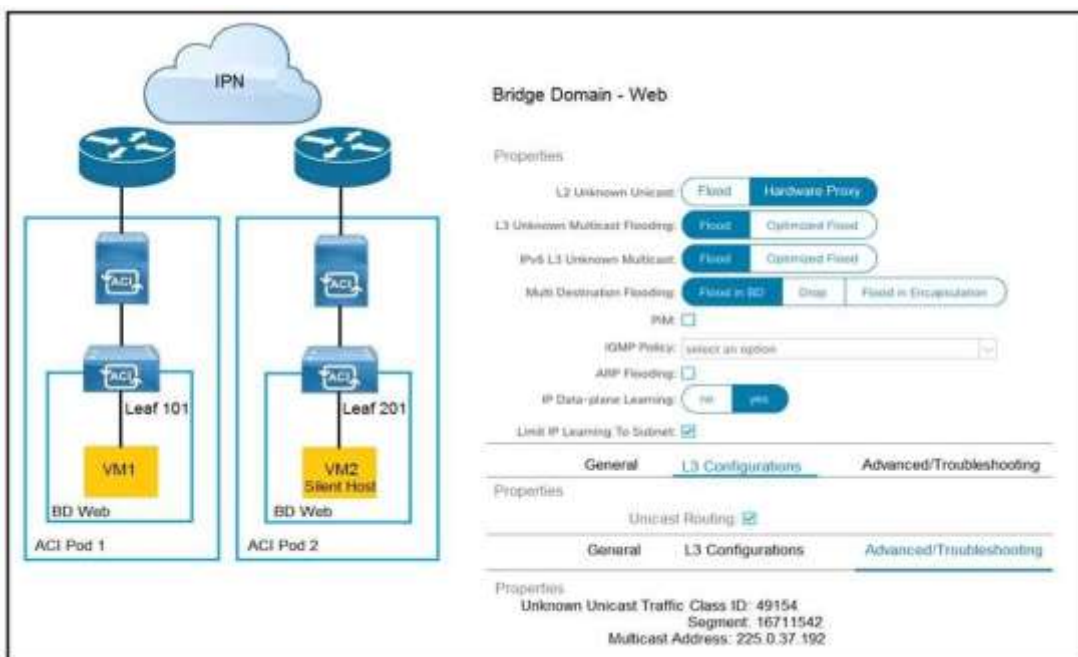 IPN
ACI
ACI
ACI
ACI
Leaf 101
Leaf 201
VM1
VM2
Silent Host
BD Web
BD Web
ACI Pod 1
ACI Pod 2
Bridge Domain - Web
Properties
L2 Unknown Unicast: Flood Hardware Proxy
L3 Unknown Multicast Flooding: Flood Optimized Flood
IPv6 L3 Unknown Multicast: Flood Optimized Flood
Multi Destination Flooding: Flood in BD Drop Flood in Encapsulation
PIM:
IGMP Policy: select an option
ARP Flooding:
IP Data-plane Learning: no yes
Limit IP Learning To Subnet:
General L3 Configurations Advanced/Troubleshooting
Properties
Unicast Routing:
General L3 Configurations Advanced/Troubleshooting
Properties
Unknown Unicast Traffic Class ID: 49154
Segment: 16711542
Multicast Address: 225.0.37.192